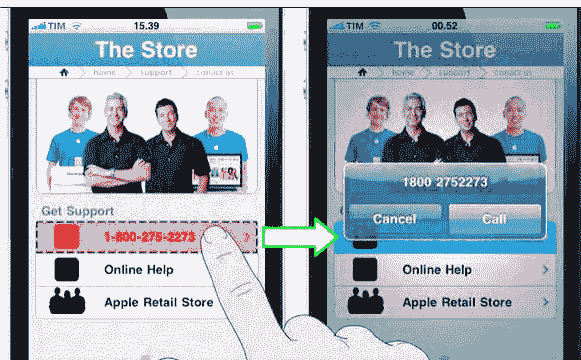 TIM 15.39
The Store
home support contact us
Get Support
1-800-275-2273
Online Help
Apple Retail Store
TIM 00.52
The Store
home support contact us
1800 2752273
Cancel Call
Online Help
Apple Retail Store